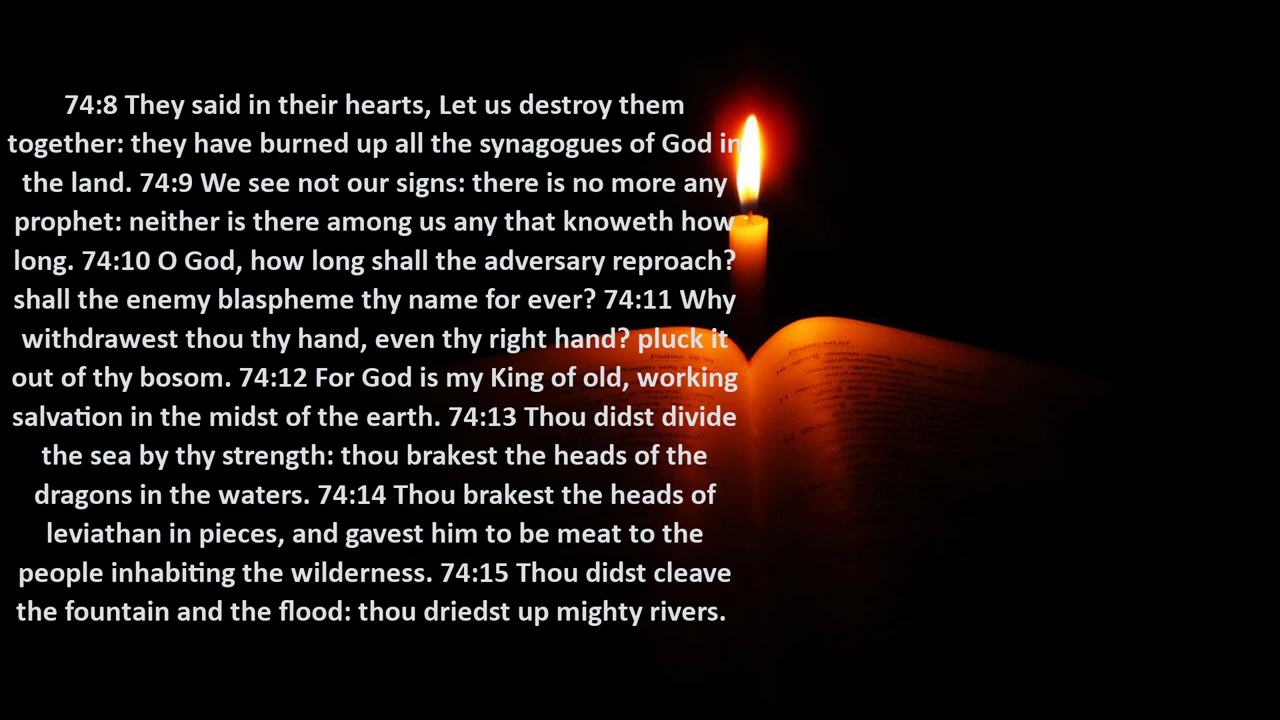 74:8 They said in their hearts, Let us destroy them
together: they have burned up all the synagogues of God in
the land. 74:9 We see not our signs: there is no more any
prophet: neither is there among us any that knoweth how
long. 74:10 O God, how long shall the adversary reproach?
shall the enemy blaspheme thy name for ever? 74:11 Why
withdrawest thou thy hand, even thy right hand? pluck it
out of thy bosom. 74:12 For God is my King of old, working
salvation in the midst of the earth. 74:13 Thou didst divide
the sea by thy strength: thou brakest the heads of the
dragons in the waters. 74:14 Thou brakest the heads of
leviathan in pieces, and gavest him to be meat to the
people inhabiting the wilderness. 74:15 Thou didst cleave
the fountain and the flood: thou driedst up mighty rivers.